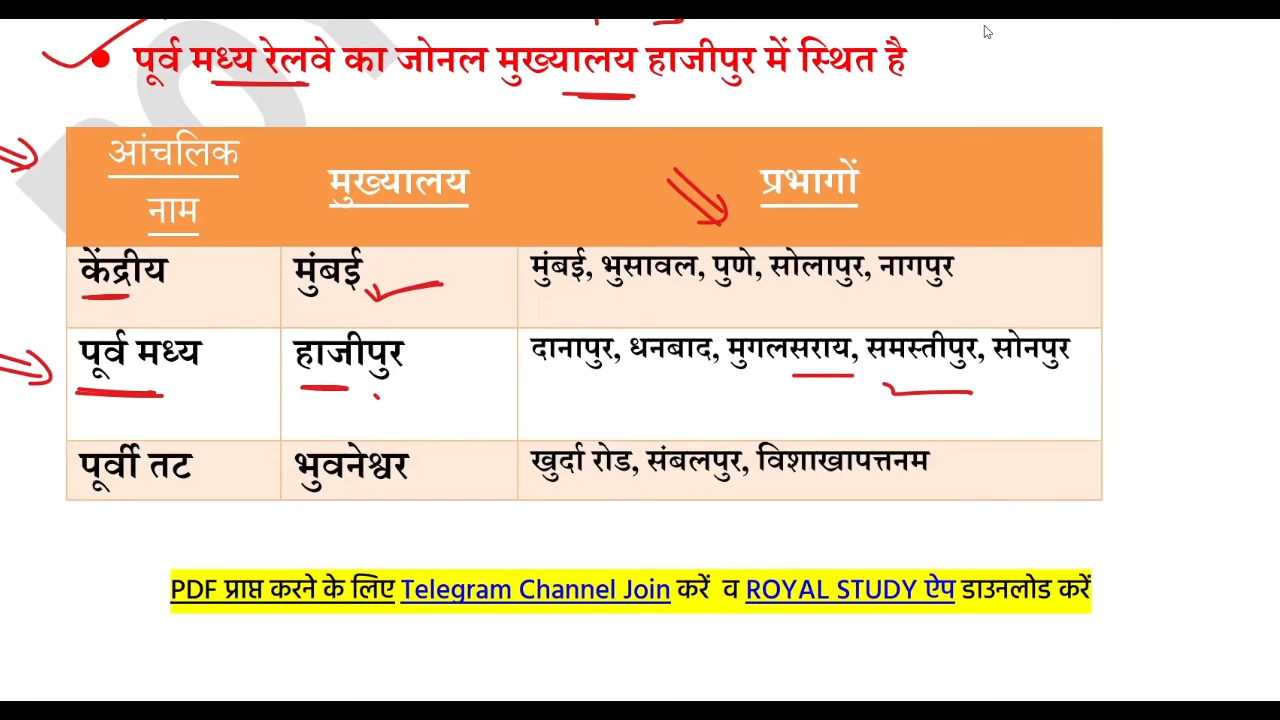 पूर्व मध्य रेलवे का जोनल मुख्यालय हाजीपुर में स्थित है
आंचलिक
नाम
मुख्यालय
प्रभागों
केंद्रीय
मुंबई
मुंबई, भुसावल, पुणे, सोलापुर, नागपुर
पूर्व मध्य
हाजीपुर
दानापुर, धनबाद, मुगलसराय, समस्तीपुर, सोनपुर
पूर्वी तट
भुवनेश्वर
खुर्दा रोड, संबलपुर, विशाखापत्तनम
PDF प्राप्त करने के लिए Telegram Channel Join करें व ROYAL STUDY ऐप डाउनलोड करें